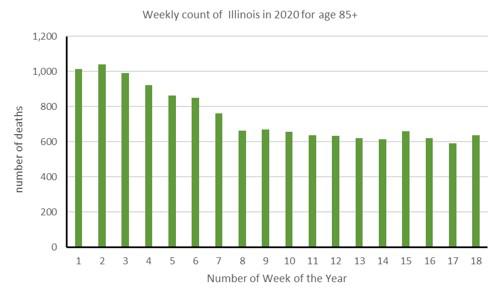 Weekly count of  Illinois in 2020 for age 85+
number of deaths
1,200
1,000
800
600
400
200
0
1 2 3 4 5 6 7 8 9 10 11 12 13 14 15 16 17 18
Number of Week of the Year